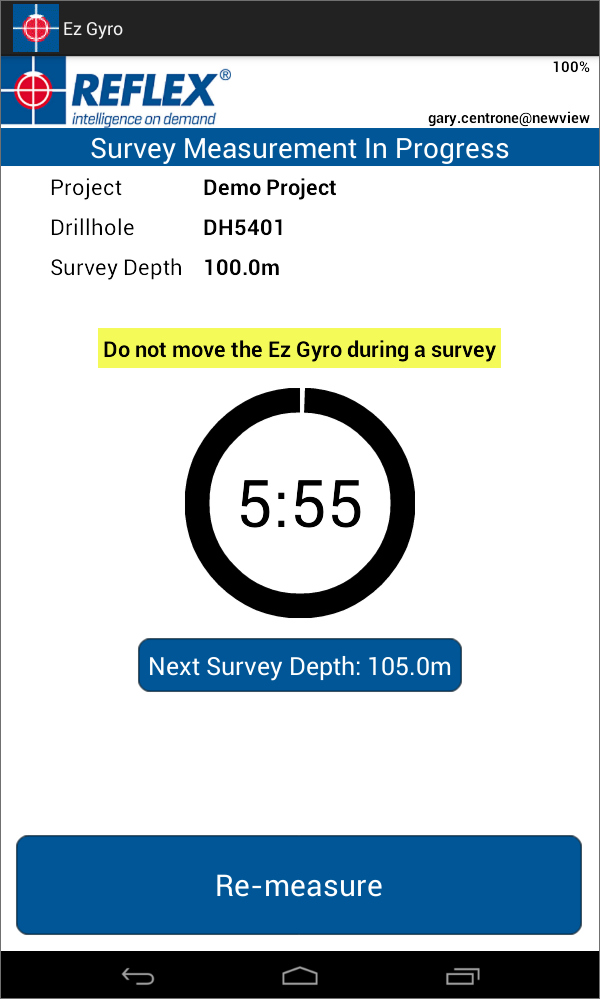 Ez Gyro
100%
REFLEX®
intelligence on demand
gary.centrone@newview
Survey Measurement In Progress
Project Demo Project
Drillhole DH5401
Survey Depth 100.0m
Do not move the Ez Gyro during a survey
5:55
Next Survey Depth: 105.0m
Re-measure